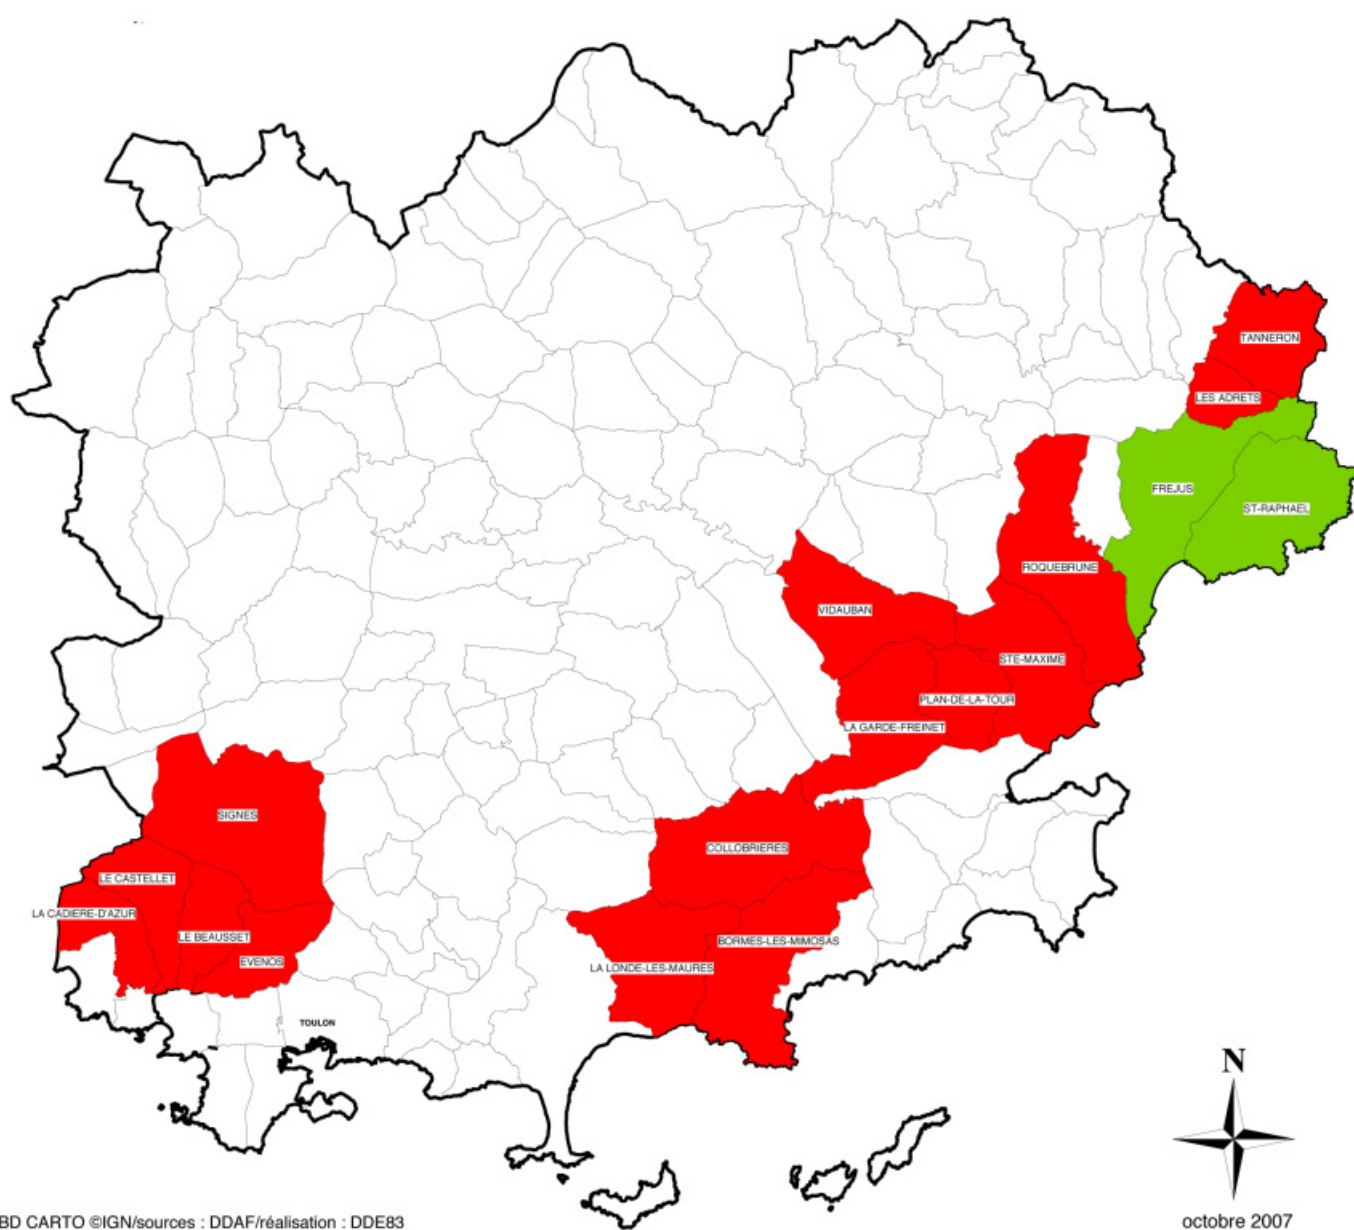 TANNERON
LES ADRETS
FREJUS
ST-RAPHAEL
ROQUEBRUNE
VIDAUBAN
STE-MAXIME
PLAN-DE-LA-TOUR
LA GARDE-FREINET
SIGNES
COLLOBRIERES
LE CASTELLET
LA CADIERE-D'AZUR
LE BEAUSSET
BORMES-LES-MIMOSAS
EVENOS
LA LONDE-LES-MAURES
TOULON
N
BD CARTO ©IGN/sources : DDAF/réalisation : DDE83
octobre 2007